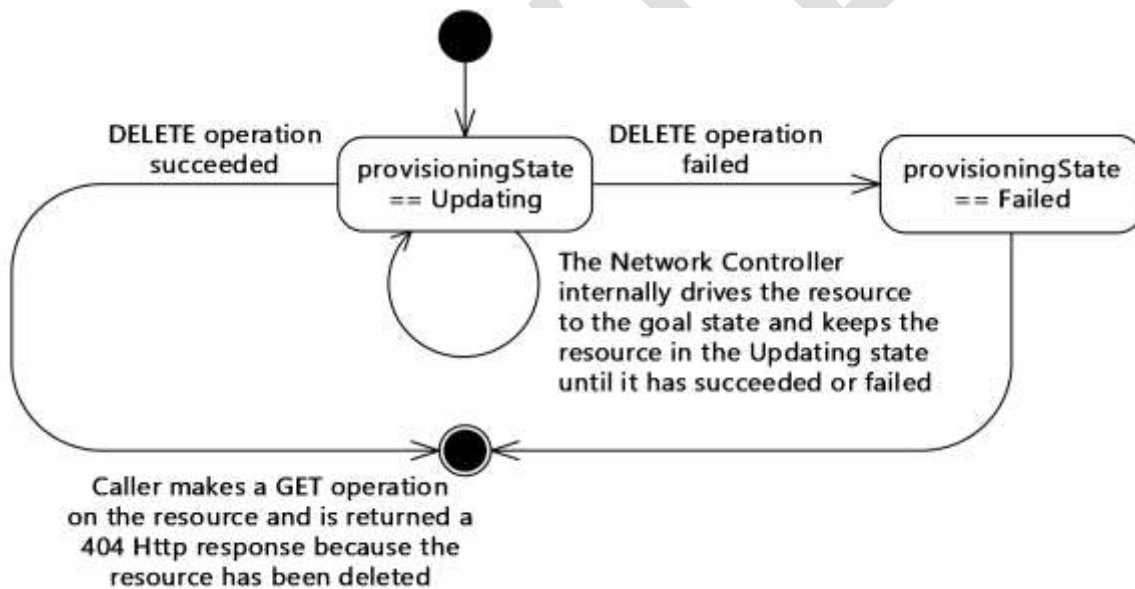 DELETE operation
succeeded
provisioningState
== Updating
DELETE operation
failed
provisioningState
== Failed
The Network Controller
internally drives the resource
to the goal state and keeps the
resource in the Updating state
until it has succeeded or failed
Caller makes a GET operation
on the resource and is returned a
404 Http response because the
resource has been deleted